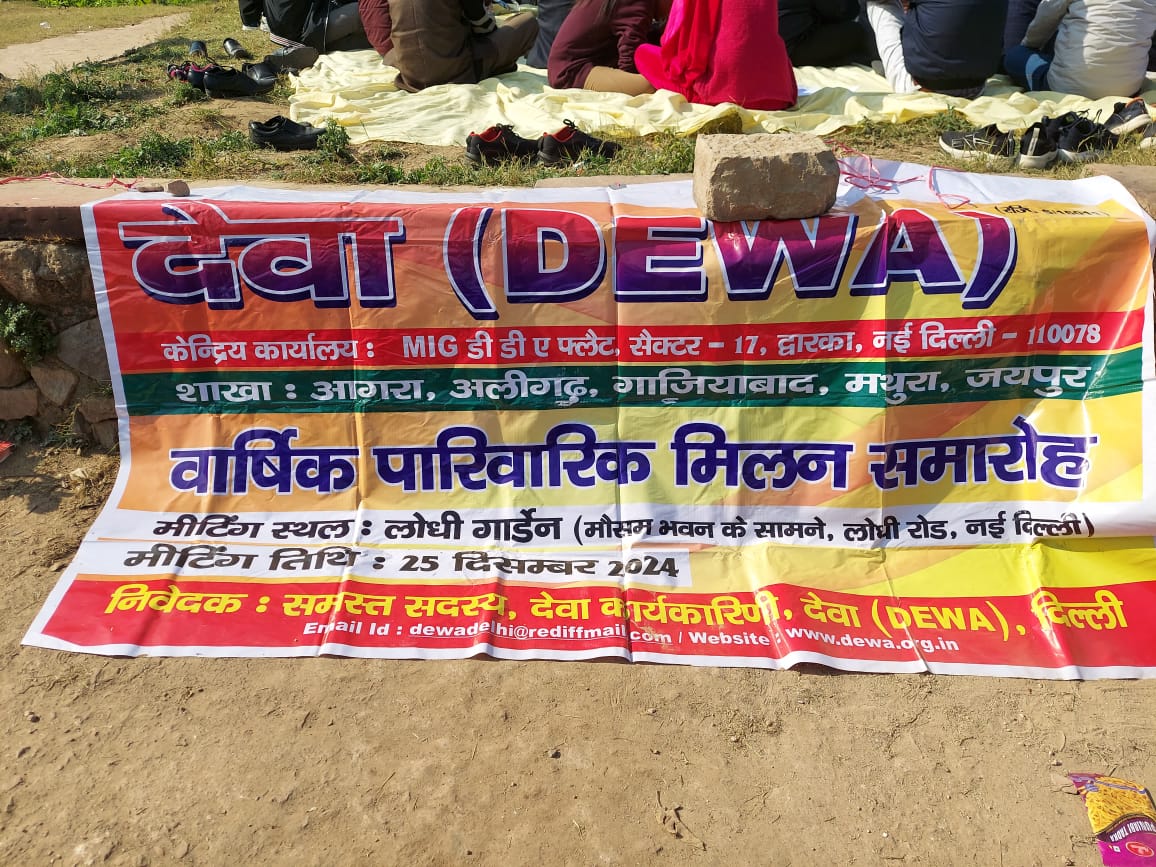 देवा (DEWA)
(रजि. S/15011)
केन्द्रिय कार्यालय : MIG डी डी ए फ्लैट, सैक्टर – 17, द्वारका, नई दिल्ली – 110078
शाखा : आगरा, अलीगढ़, गाज़ियाबाद, मथुरा, जयपुर
वार्षिक पारिवारिक मिलन समारोह
मीटिंग स्थल : लोधी गार्डेन (मौसम भवन के सामने, लोधी रोड, नई दिल्ली)
मीटिंग तिथि : 25 दिसम्बर 2024
निवेदक : समस्त सदस्य, देवा कार्यकारिणी, देवा (DEWA), दिल्ली
Email Id : dewadelhi@rediffmail.com / Website : www.dewa.org.in